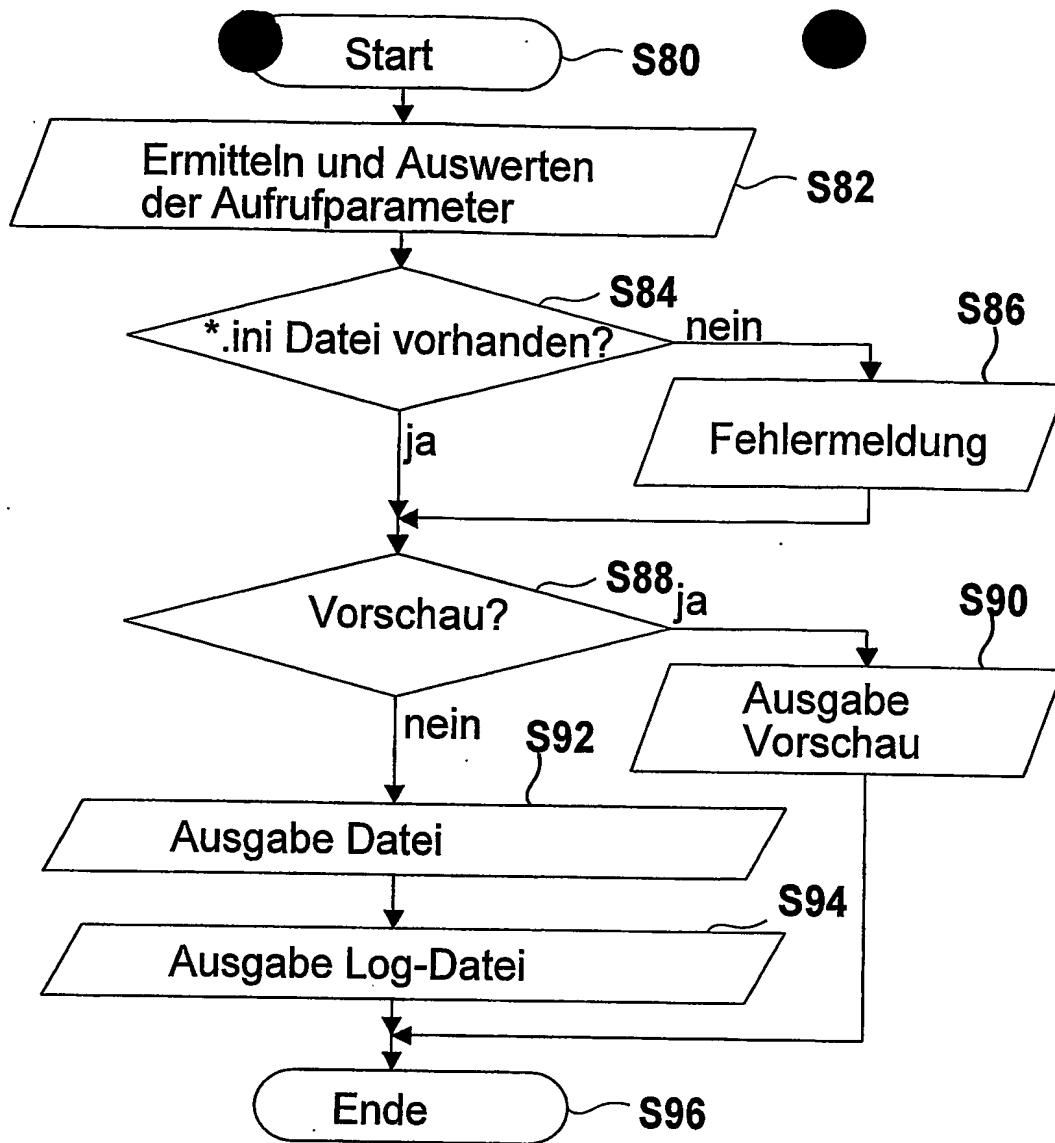 Start
S80
Ermitteln und Auswerten
der Aufrufparameter
S82
S84
*.ini Datei vorhanden?
nein
S86
Fehlermeldung
ja
S88
Vorschau?
ja
S90
Ausgabe
Vorschau
nein
S92
Ausgabe Datei
S94
Ausgabe Log-Datei
Ende
S96